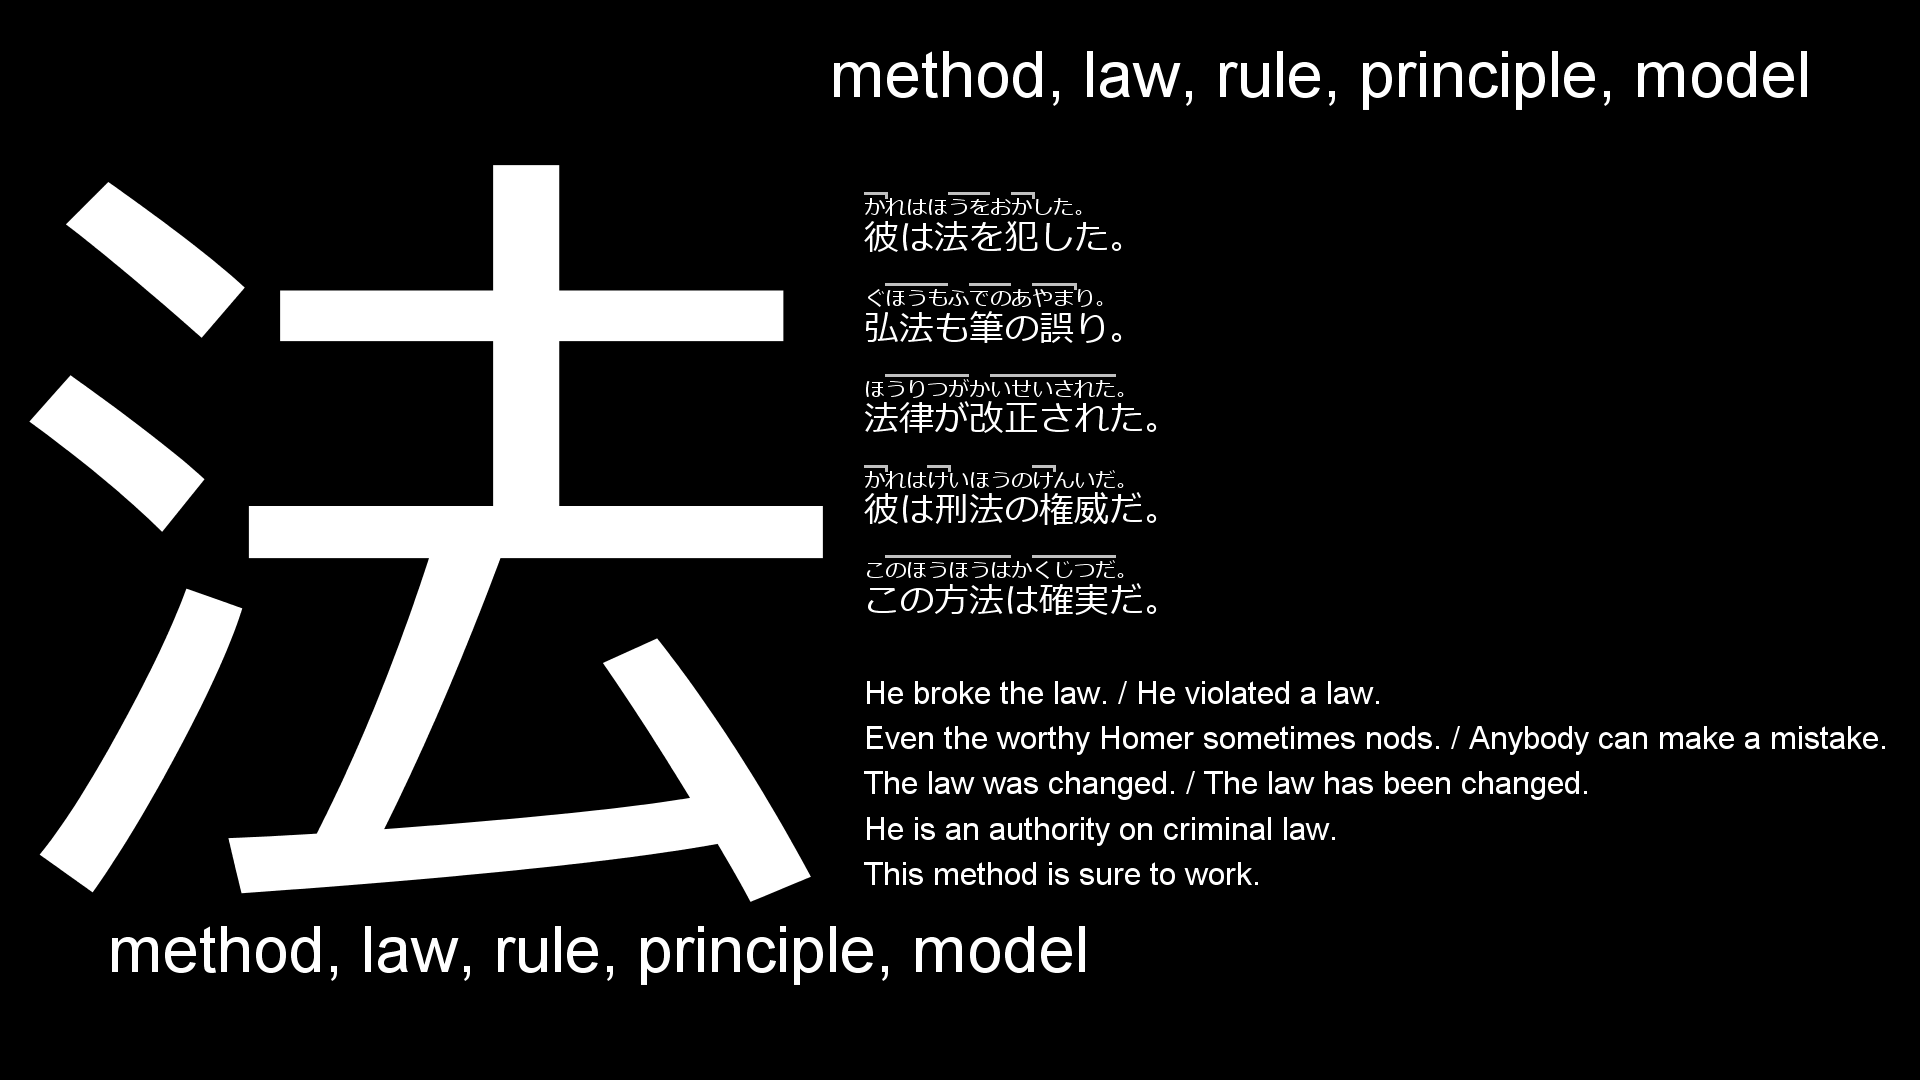 method, law, rule, principle, model
法
かれはほうをおかした。
彼は法を犯した。
ぐほうもふでのあやまり。
弘法も筆の誤り。
ほうりつがかいせいされた。
法律が改正された。
かれはけいほうのけんいだ。
彼は刑法の権威だ。
このほうほうはかくじつだ。
この方法は確実だ。
He broke the law. / He violated a law.
Even the worthy Homer sometimes nods. / Anybody can make a mistake.
The law was changed. / The law has been changed.
He is an authority on criminal law.
This method is sure to work.
method, law, rule, principle, model